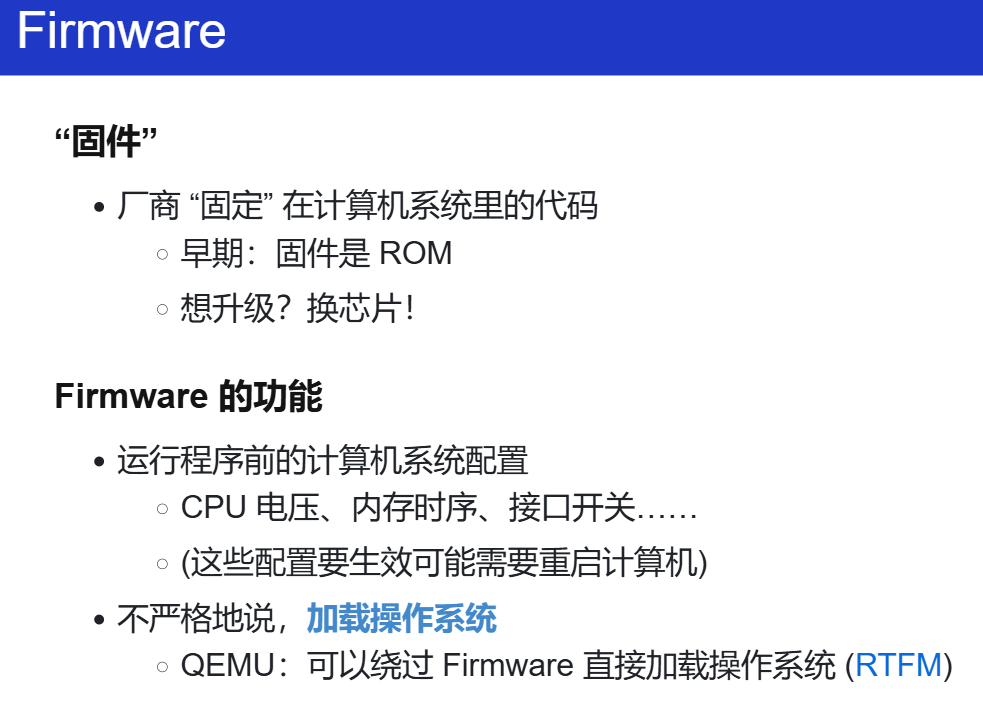 Firmware
“固件”
厂商 “固定” 在计算机系统里的代码
早期：固件是 ROM
想升级？换芯片！
Firmware 的功能
运行程序前的计算机系统配置
CPU 电压、内存时序、接口开关……
(这些配置要生效可能需要重启计算机)
不严格地说，加载操作系统
QEMU：可以绕过 Firmware 直接加载操作系统 (RTFM)